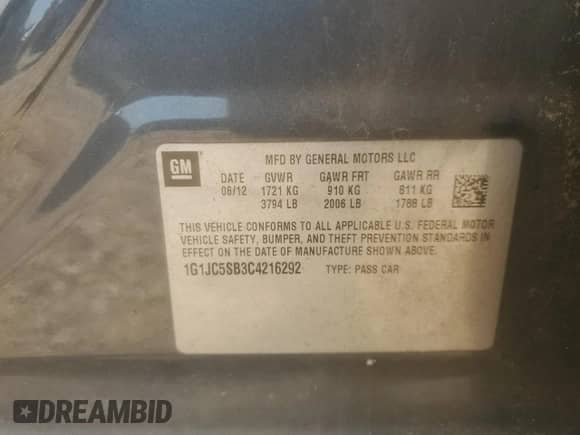 GM
MFD BY GENERAL MOTORS LLC
DATE GVWR GAWR FRT GAWR RR
06/12 1721 KG 910 KG 811 KG
3794 LB 2006 LB 1788 LB
THIS VEHICLE CONFORMS TO ALL APPLICABLE U.S. FEDERAL MOTOR
VEHICLE SAFETY, BUMPER, AND THEFT PREVENTION STANDARDS IN
EFFECT ON THE DATE OF MANUFACTURE SHOWN ABOVE.
1G1JC5SB3C4216292 TYPE: PASS CAR
DREAMBID